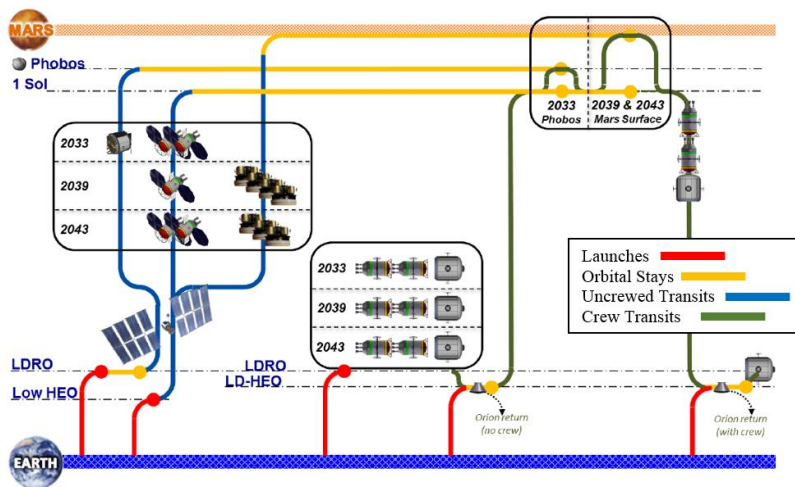 MARS
Phobos
1 Sol
2033
2039
2043
2033
Phobos
2039 & 2043
Mars Surface
2033
2039
2043
Launches
Orbital Stays
Uncrewed Transits
Crew Transits
LDRO
Low HEO
LDRO
LD-HEO
Orion return
(no crew)
Orion return
(with crew)
EARTH